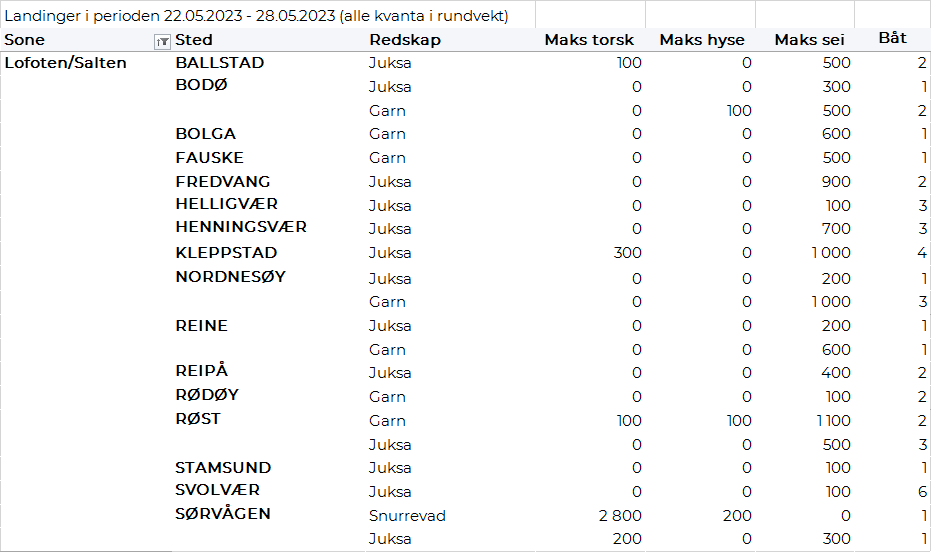 Landinger i perioden 22.05.2023 - 28.05.2023 (alle kvanta i rundvekt)
Sone Sted Redskap Maks torsk Maks hyse Maks sei Båt
Lofoten/Salten BALLSTAD Juksa 100 0 500 2
BODØ Juksa 0 0 300 1
Garn 0 100 500 2
BOLGA Garn 0 0 600 1
FAUSKE Garn 0 0 500 1
FREDVANG Juksa 0 0 900 2
HELLIGVÆR Juksa 0 0 100 3
HENNINGSVÆR Juksa 0 0 700 3
KLEPPSTAD Juksa 300 0 1 000 4
NORDNESØY Juksa 0 0 200 1
Garn 0 0 1 000 3
REINE Juksa 0 0 200 1
Garn 0 0 600 1
REIPÅ Juksa 0 0 400 2
RØDØY Garn 0 0 100 2
RØST Garn 100 100 1 100 2
Juksa 0 0 500 3
STAMSUND Juksa 0 0 100 1
SVOLVÆR Juksa 0 0 100 6
SØRVÅGEN Snurrevad 2 800 200 0 1
Juksa 200 0 300 1